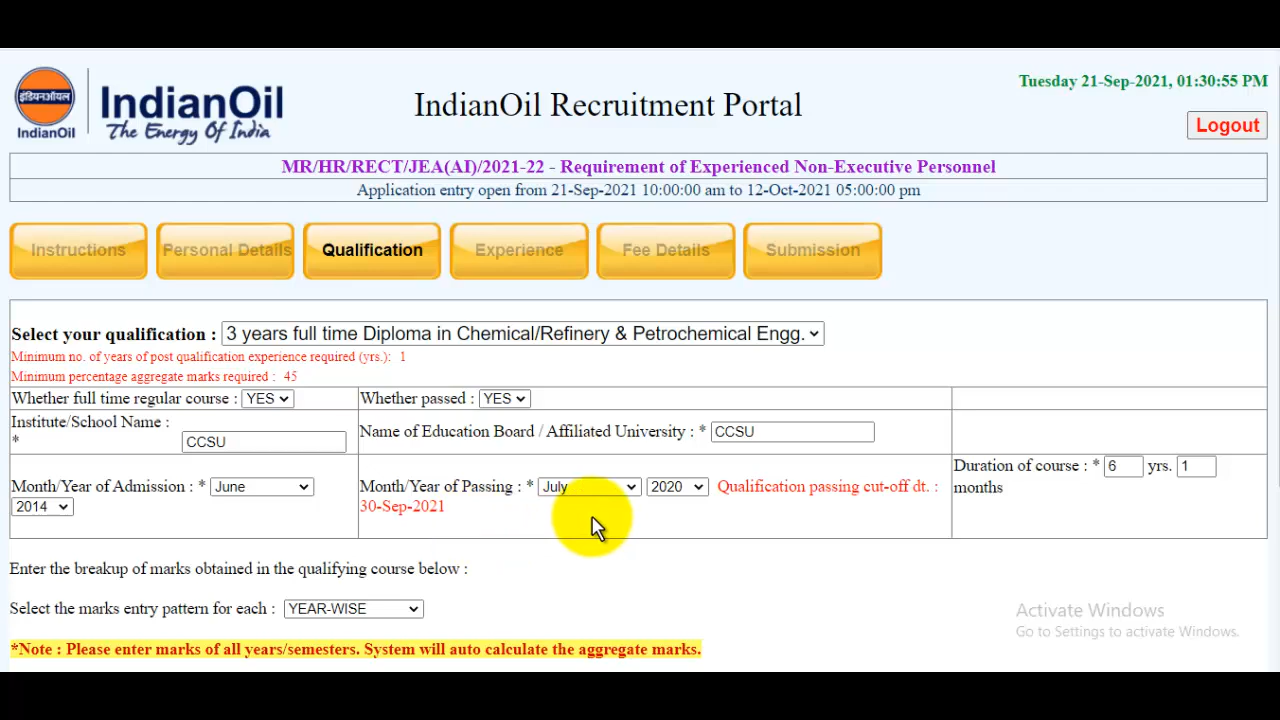 Tuesday 21-Sep-2021, 01:30:55 PM
इंडियनऑयल
IndianOil
IndianOil
The Energy Of India
IndianOil Recruitment Portal
Logout
MR/HR/RECT/JEA(AI)/2021-22 - Requirement of Experienced Non-Executive Personnel
Application entry open from 21-Sep-2021 10:00:00 am to 12-Oct-2021 05:00:00 pm
Instructions Personal Details Qualification Experience Fee Details Submission
Select your qualification : 3 years full time Diploma in Chemical/Refinery & Petrochemical Engg.
Minimum no. of years of post qualification experience required (yrs.): 1
Minimum percentage aggregate marks required : 45
Whether full time regular course : YES Whether passed : YES
Institute/School Name :
* CCSU
Name of Education Board / Affiliated University : * CCSU
Month/Year of Admission : * June
2014
Month/Year of Passing : * July 2020 Qualification passing cut-off dt. :
30-Sep-2021
Duration of course : * 6 yrs. 1
months
Enter the breakup of marks obtained in the qualifying course below :
Select the marks entry pattern for each : YEAR-WISE
Activate Windows
Go to Settings to activate Windows.
*Note : Please enter marks of all years/semesters. System will auto calculate the aggregate marks.